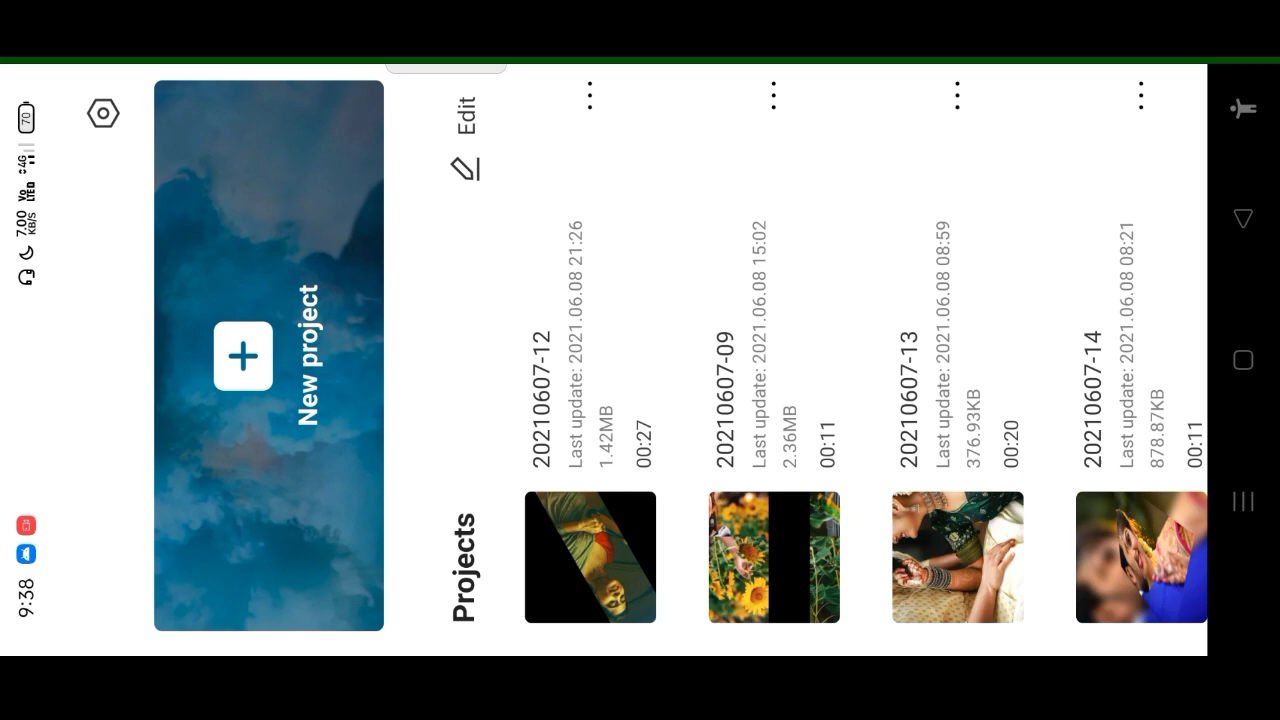 9:38
7.00 KB/S Vo LTED 4G 70
New project
Projects
Edit
20210607-12
Last update: 2021.06.08 21:26
1.42MB
00:27
20210607-09
Last update: 2021.06.08 15:02
2.36MB
00:11
20210607-13
Last update: 2021.06.08 08:59
376.93KB
00:20
20210607-14
Last update: 2021.06.08 08:21
878.87KB
00:11